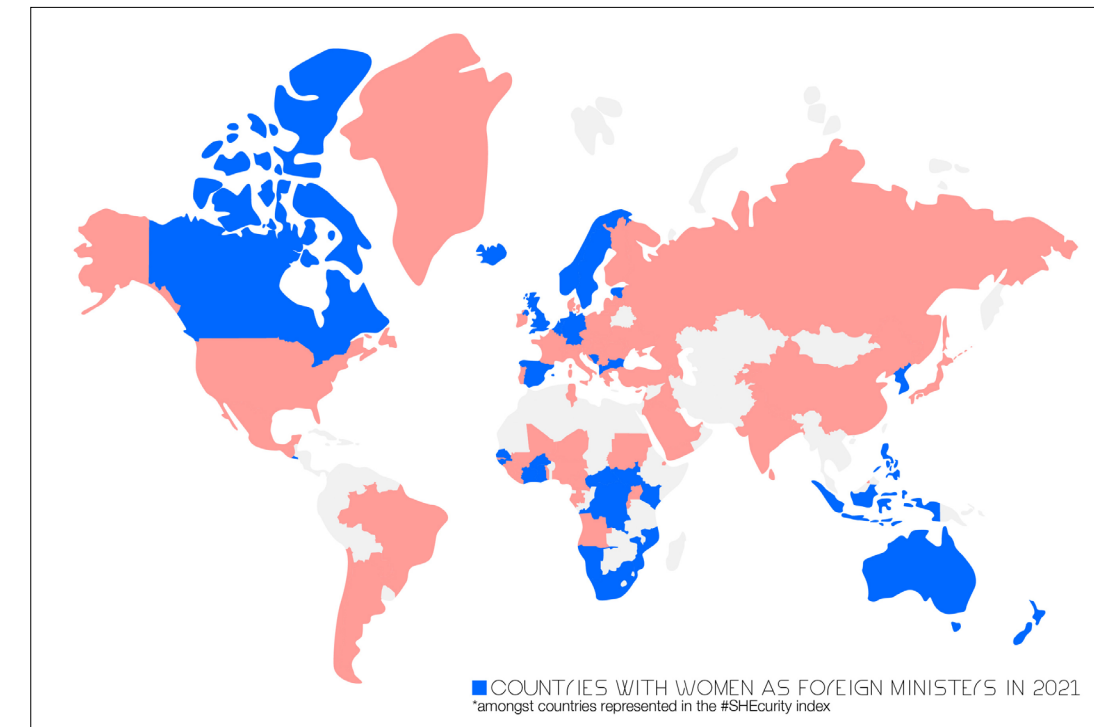 COUNTRIES WITH WOMEN AS FOREIGN MINISTERS IN 2021
*amongst countries represented in the #SHEcurity index